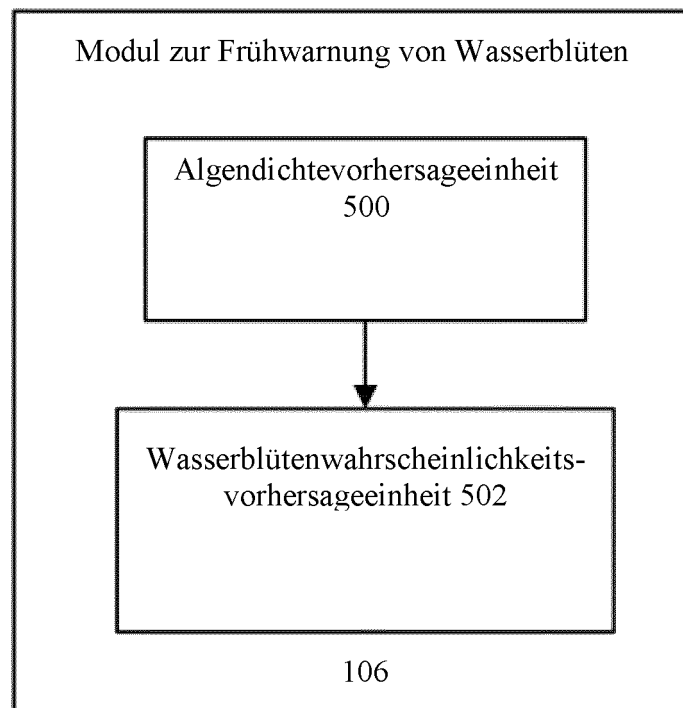 Modul zur Frühwarnung von Wasserblüten
Algendichtevorhersageeinheit
500
Wasserblütenwahrscheinlichkeits-
vorhersageeinheit 502
106